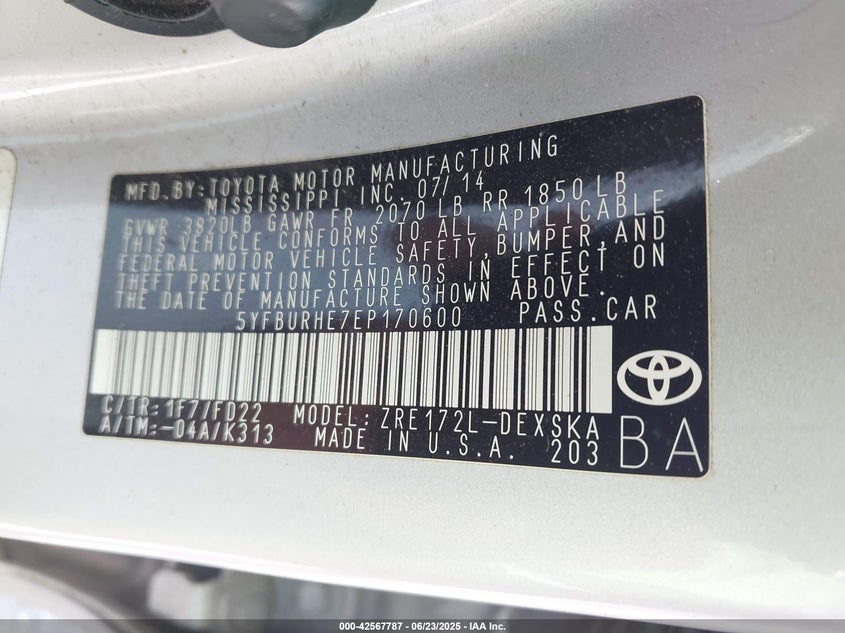 MFD. BY: TOYOTA MOTOR MANUFACTURING
MISSISSIPPI INC. 07/14
GVWR 3820LB GAWR FR 2070 LB RR 1850 LB
THIS VEHICLE CONFORMS TO ALL APPLICABLE
FEDERAL MOTOR VEHICLE SAFETY, BUMPER, AND
THEFT PREVENTION STANDARDS IN EFFECT ON
THE DATE OF MANUFACTURE SHOWN ABOVE.
5YFBURHE7EP170600 PASS. CAR
C/TR: 1F7/FD22 MODEL: ZRE172L-DEXSKA
A/TM: -04A/K313 MADE IN U.S.A. 203
BA
000-42567787 - 06/23/2025 - IAA Inc.